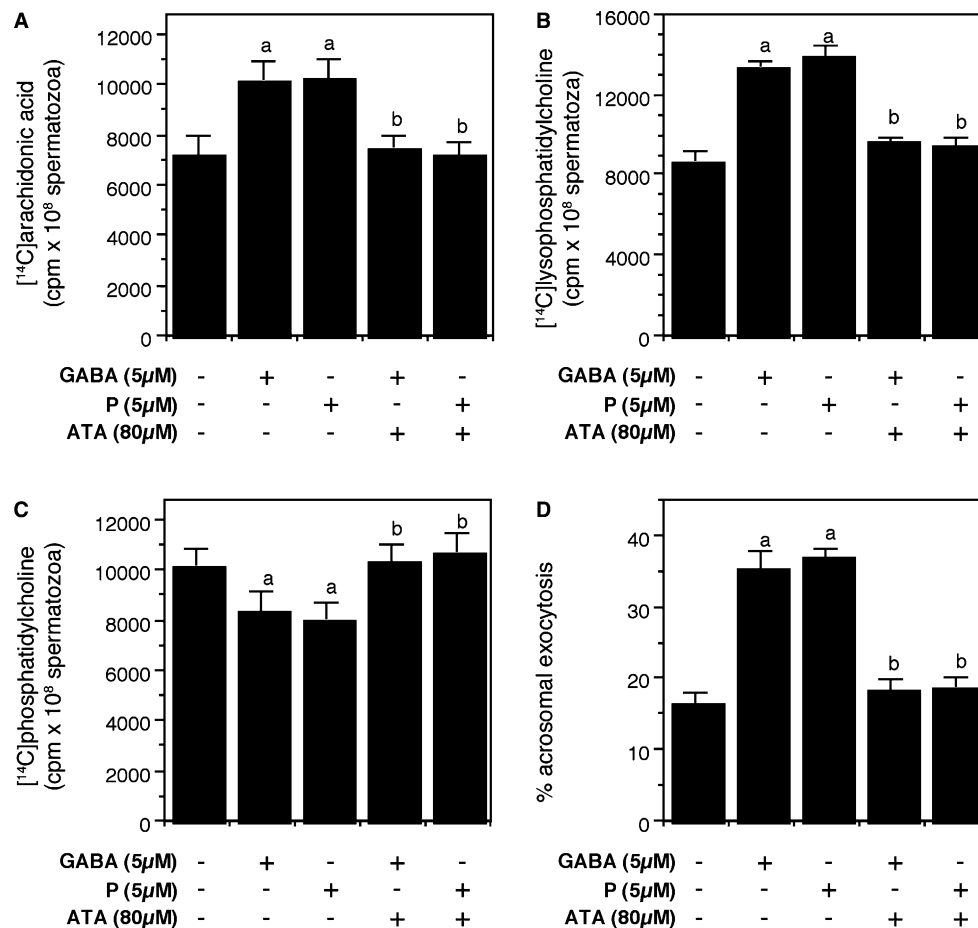 A
[¹⁴C]arachidonic acid
(cpm x 10⁸ spermatozoa)
12000
10000
8000
6000
4000
2000
0
a a b b
GABA (5µM) - + - + -
P (5µM) - - + - +
ATA (80µM) - - - + +
B
[¹⁴C]lysophosphatidylcholine
(cpm x 10⁸ spermatoza)
16000
12000
8000
4000
0
a a b b
GABA (5µM) - + - + -
P (5µM) - - + - +
ATA (80µM) - - - + +
C
[¹⁴C]phosphatidylcholine
(cpm x 10⁸ spermatozoa)
12000
10000
8000
6000
4000
2000
0
a a b b
GABA (5µM) - + - + -
P (5µM) - - + - +
ATA (80µM) - - - + +
D
% acrosomal exocytosis
40
30
20
10
0
a a b b
GABA (5µM) - + - + -
P (5µM) - - + - +
ATA (80µM) - - - + +